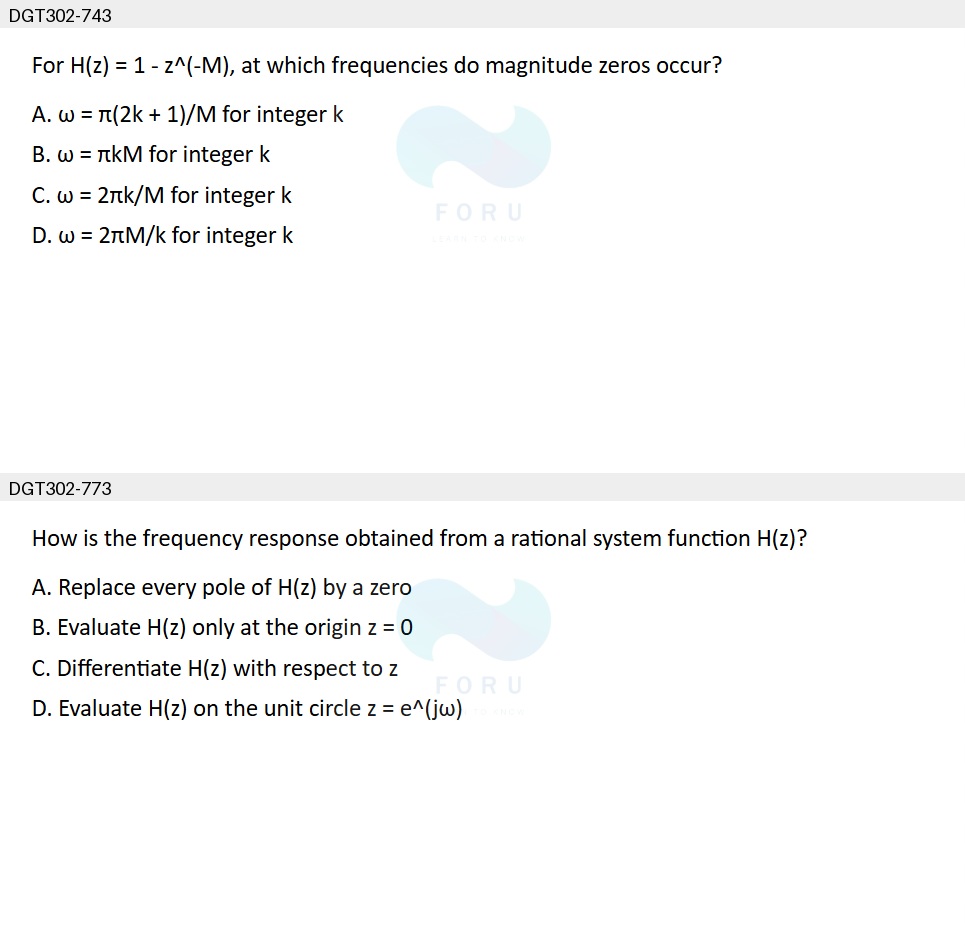 DGT302-743
For H(z) = 1 - z^(-M), at which frequencies do magnitude zeros occur?
A. ω = π(2k + 1)/M for integer k
B. ω = πkM for integer k
C. ω = 2πk/M for integer k
D. ω = 2πM/k for integer k
FORU
DGT302-773
How is the frequency response obtained from a rational system function H(z)?
A. Replace every pole of H(z) by a zero
B. Evaluate H(z) only at the origin z = 0
C. Differentiate H(z) with respect to z
FORU
D. Evaluate H(z) on the unit circle z = e^(jω)